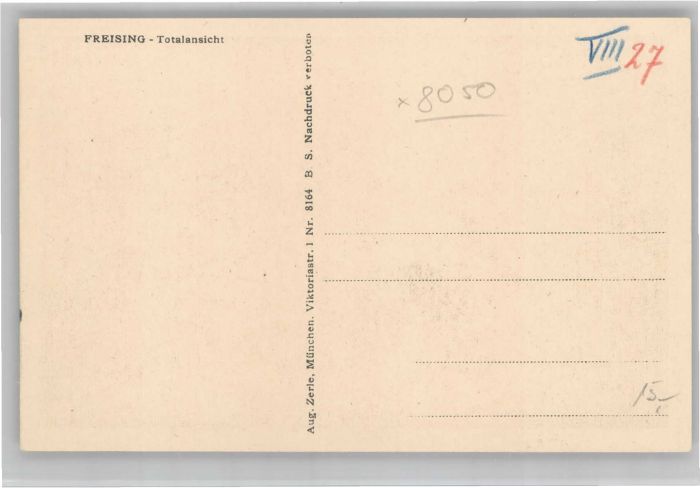 FREISING - Totalansicht
Aug. Zerle, München. Viktoriastr. 1 Nr. 8164 B. S. Nachdruck verboten
VIII 27
x 8050
15,-